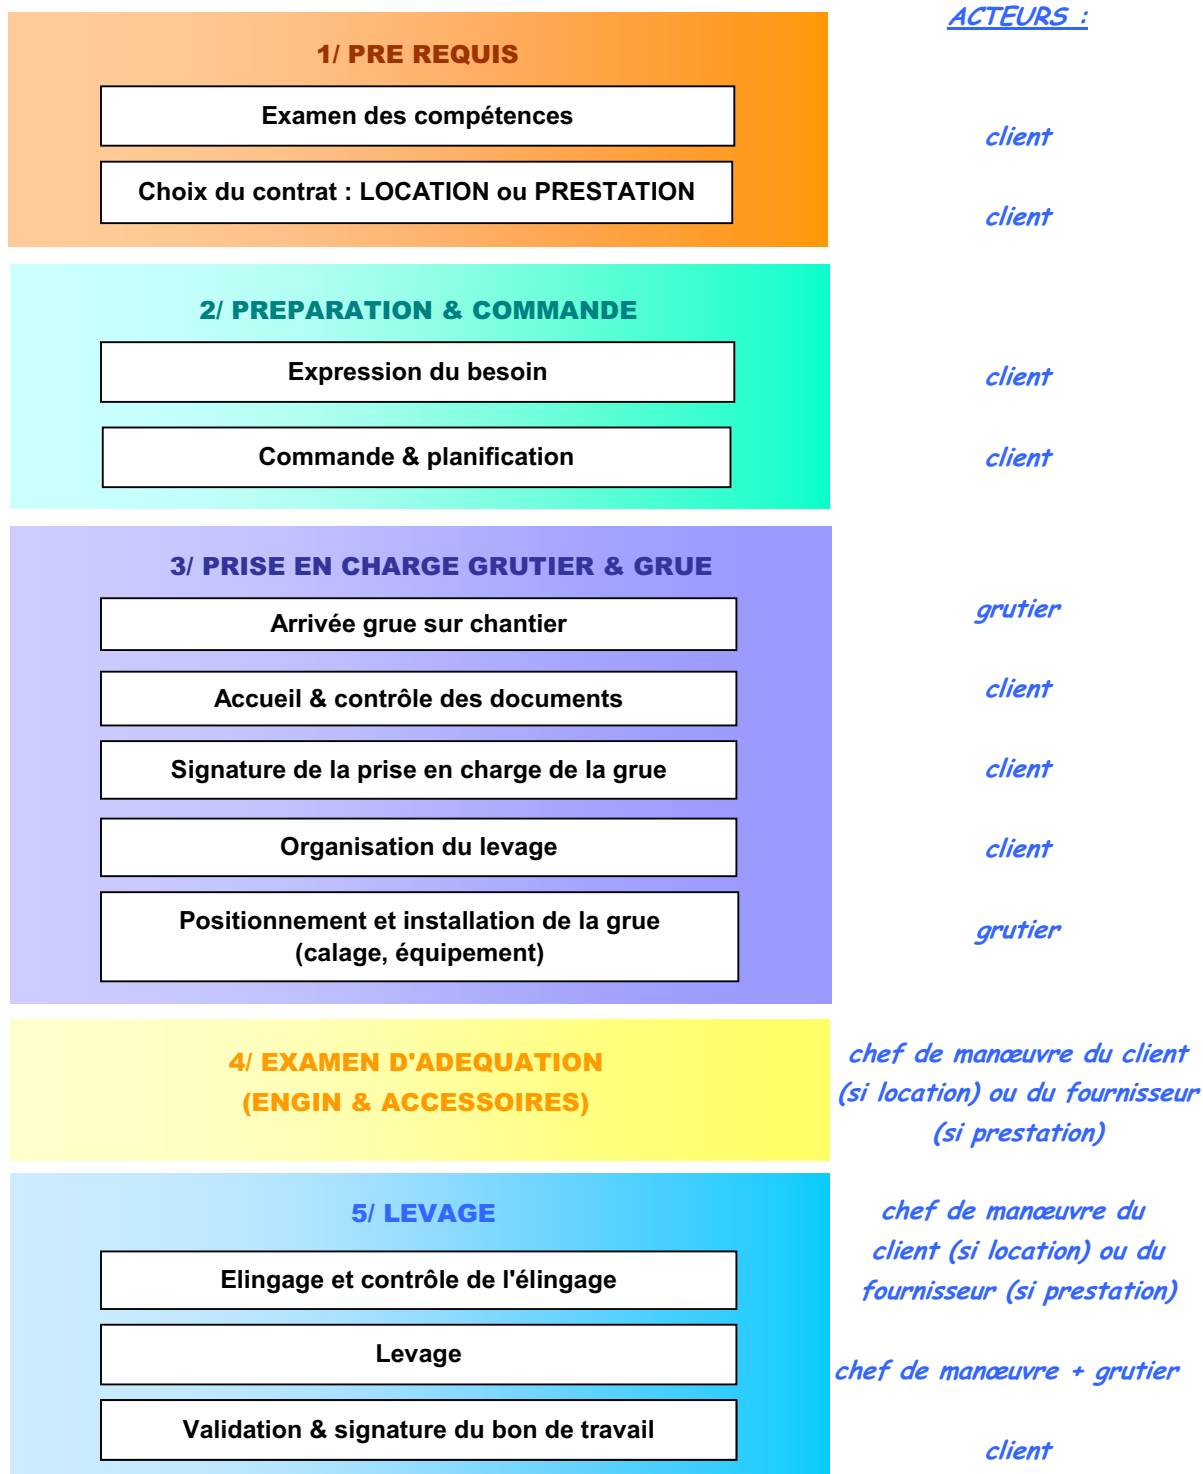 ACTEURS :
1/ PRE REQUIS
Examen des compétences
client
Choix du contrat : LOCATION ou PRESTATION
client
2/ PREPARATION & COMMANDE
Expression du besoin
client
Commande & planification
client
3/ PRISE EN CHARGE GRUTIER & GRUE
Arrivée grue sur chantier
grutier
Accueil & contrôle des documents
client
Signature de la prise en charge de la grue
client
Organisation du levage
client
Positionnement et installation de la grue
(calage, équipement)
grutier
4/ EXAMEN D'ADEQUATION
(ENGIN & ACCESSOIRES)
chef de manœuvre du client
(si location) ou du fournisseur
(si prestation)
5/ LEVAGE
Elingage et contrôle de l'élingage
chef de manœuvre du
client (si location) ou du
fournisseur (si prestation)
Levage
chef de manœuvre + grutier
Validation & signature du bon de travail
client